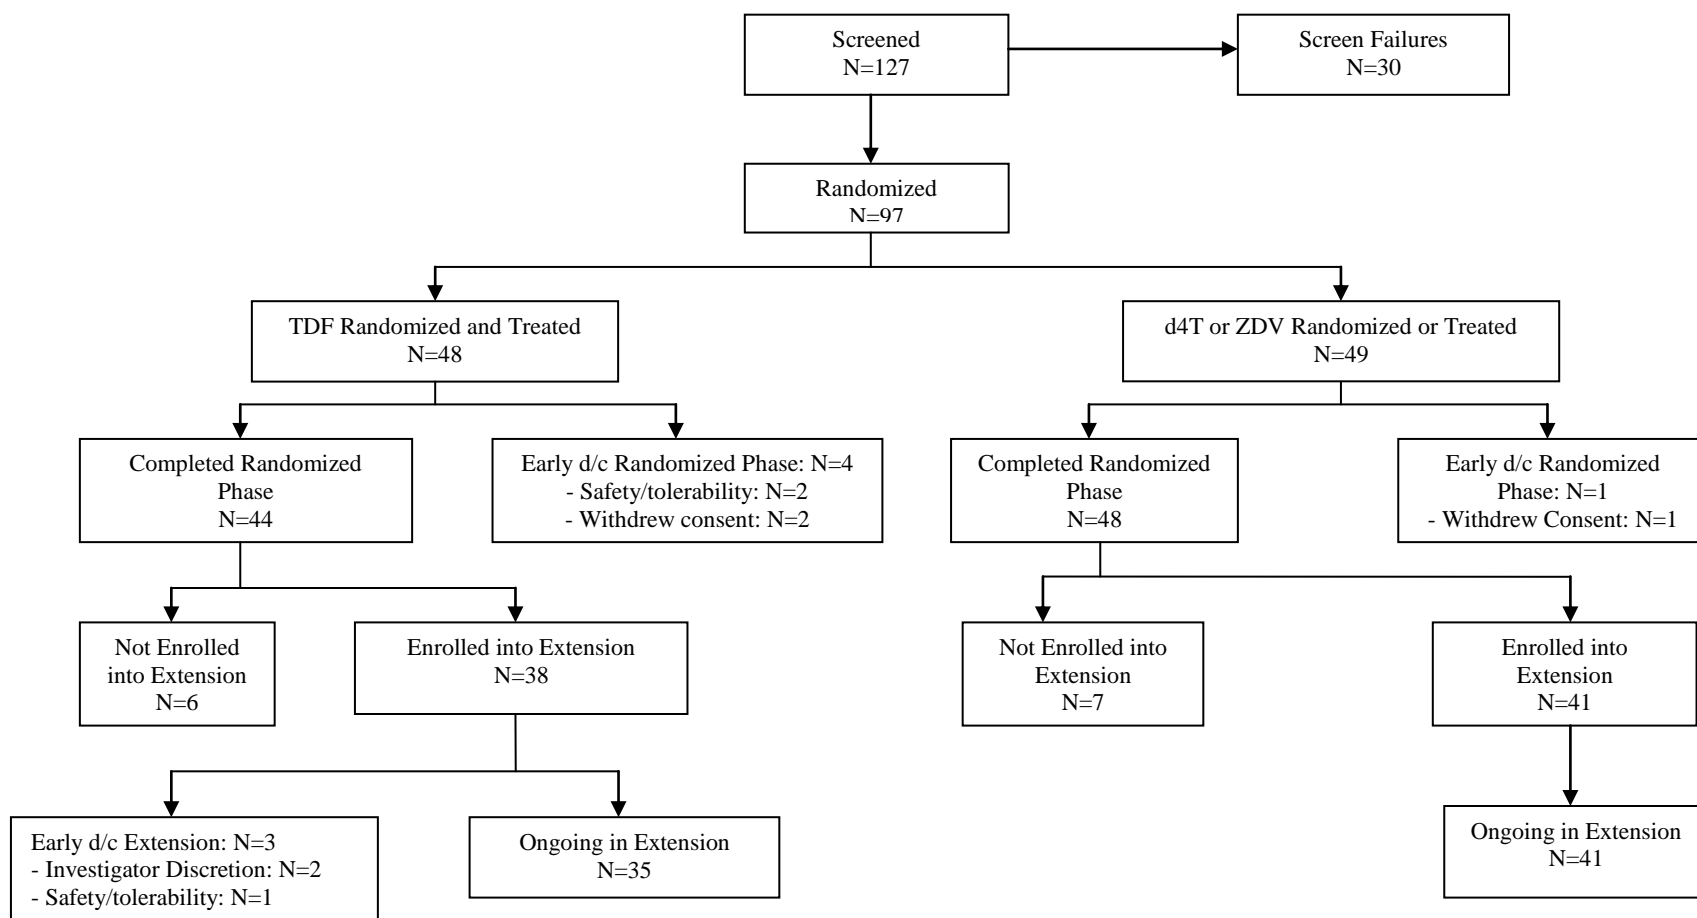 Screened
N=127
Screen Failures
N=30
Randomized
N=97
TDF Randomized and Treated
N=48
d4T or ZDV Randomized or Treated
N=49
Completed Randomized
Phase
N=44
Early d/c Randomized Phase: N=4
- Safety/tolerability: N=2
- Withdrew consent: N=2
Completed Randomized
Phase
N=48
Early d/c Randomized
Phase: N=1
- Withdrew Consent: N=1
Not Enrolled
into Extension
N=6
Enrolled into Extension
N=38
Not Enrolled into
Extension
N=7
Enrolled into
Extension
N=41
Early d/c Extension: N=3
- Investigator Discretion: N=2
- Safety/tolerability: N=1
Ongoing in Extension
N=35
Ongoing in Extension
N=41